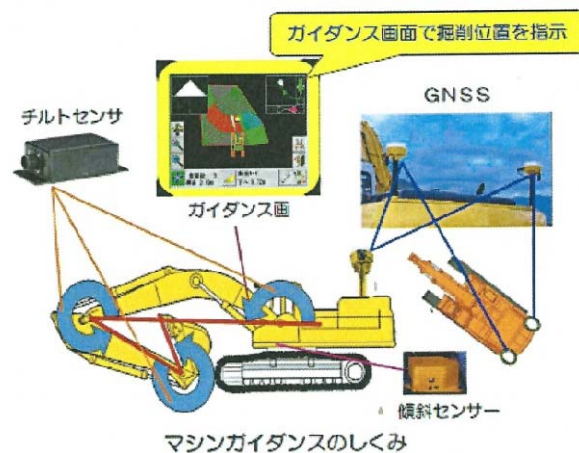 ガイダンス画面で掘削位置を指示
GNSS
チルトセンサ
ガイダンス画
傾斜センサー
マシンガイダンスのしくみ